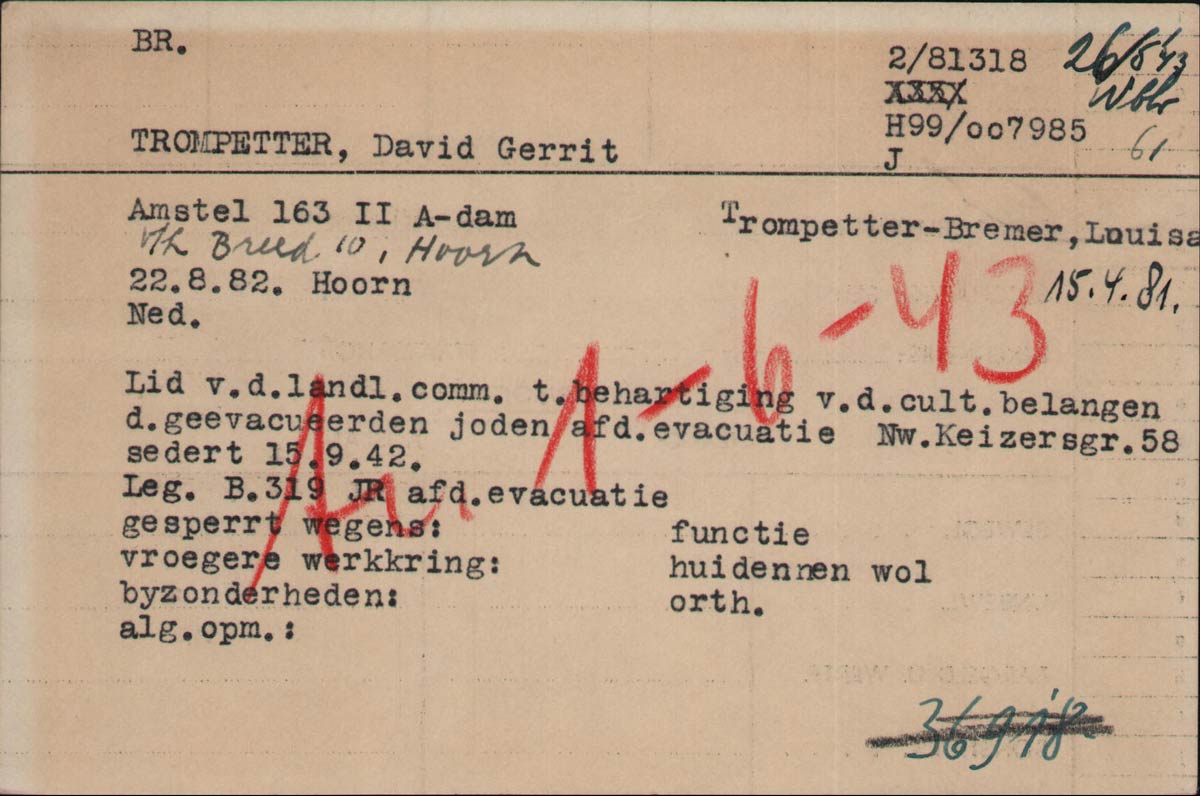 BR.
2/81318 26/5'43
XXXX Wbk
TROMPETTER, David Gerrit H99/oo7985 61
J
Amstel 163 II A-dam Trompetter-Bremer,Louisa
Breed 10, Hoorn
22.8.82. Hoorn 15.4.81.
Ned.
1-6-43
Lid v.d.landl.comm. t.behartiging v.d.cult.belangen
d.geevacueerden joden afd.evacuatie Nw.Keizersgr.58
sedert 15.9.42.
Leg. B.319 JR afd.evacuatie
gesperrt wegens: functie
vroegere werkkring: huidennen wol
byzonderheden: orth.
alg.opm.:
36918